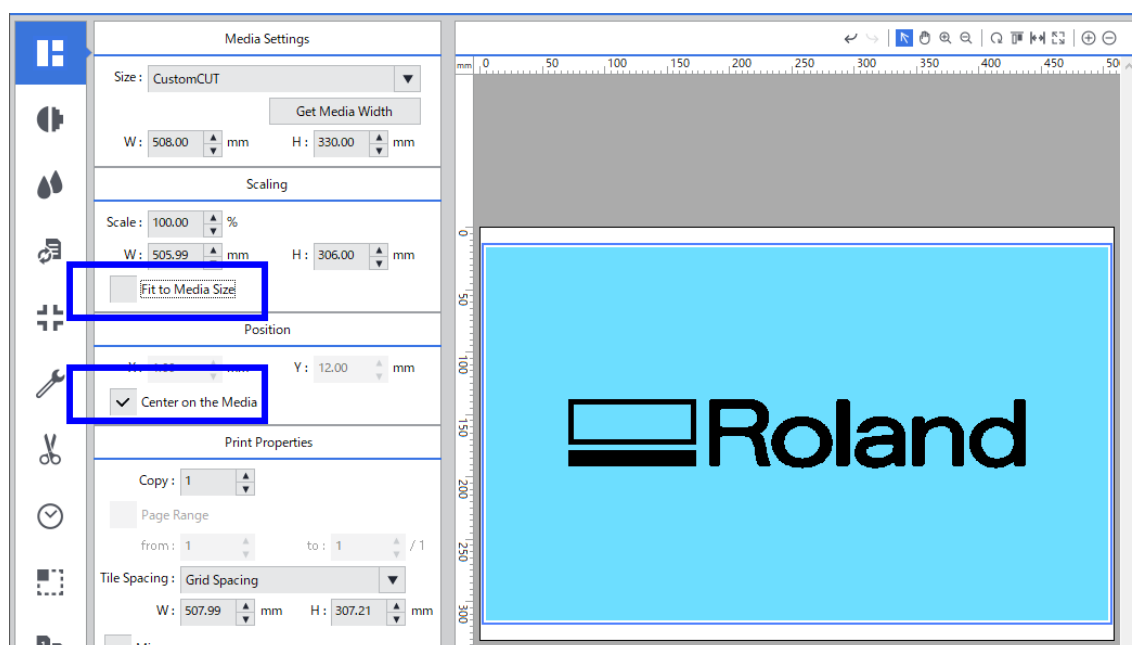 Media Settings
Size : CustomCUT
Get Media Width
W : 508.00 mm H : 330.00 mm
Scaling
Scale : 100.00 %
W : 505.99 mm H : 306.00 mm
Fit to Media Size
Position
Y : 12.00 mm
Center on the Media
Print Properties
Copy : 1
Page Range
from : 1 to : 1 / 1
Tile Spacing : Grid Spacing
W : 507.99 mm H : 307.21 mm
mm 0 50 100 150 200 250 300 350 400 450 50
0
50
100
150
200
250
300
Roland